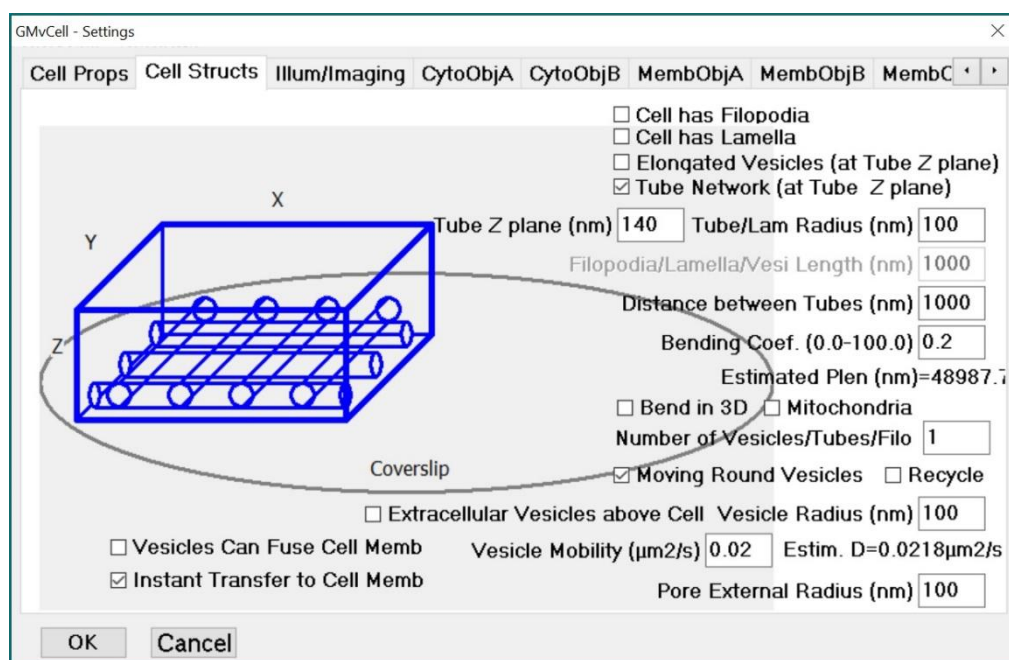 GMvCell - Settings
Cell Props Cell Structs Illum/Imaging CytoObjA CytoObjB MembObjA MembObjB MembC
Cell has Filopodia
Cell has Lamella
Elongated Vesicles (at Tube Z plane)
Tube Network (at Tube Z plane)
X
Tube Z plane (nm) 140 Tube/Lam Radius (nm) 100
Y
Filopodia/Lamella/Vesi Length (nm) 1000
Distance between Tubes (nm) 1000
Z
Bending Coef. (0.0-100.0) 0.2
Estimated Plen (nm)=48987.7
Bend in 3D Mitochondria
Number of Vesicles/Tubes/Filo 1
Coverslip
Moving Round Vesicles Recycle
Extracellular Vesicles above Cell Vesicle Radius (nm) 100
Vesicles Can Fuse Cell Memb Vesicle Mobility (µm2/s) 0.02 Estim. D=0.0218µm2/s
Instant Transfer to Cell Memb
Pore External Radius (nm) 100
OK Cancel